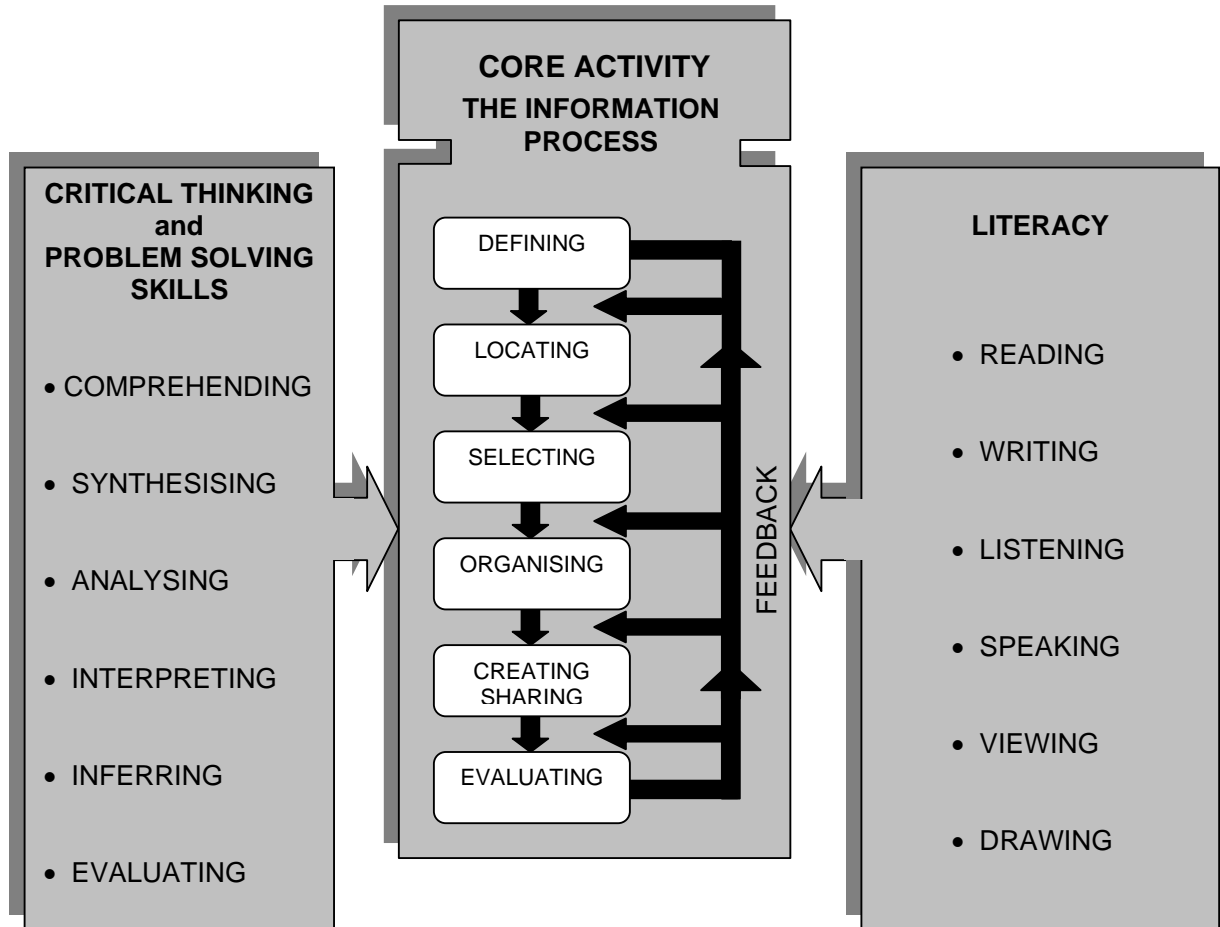 CORE ACTIVITY
THE INFORMATION
PROCESS
CRITICAL THINKING
and
PROBLEM SOLVING
SKILLS
• COMPREHENDING
• SYNTHESISING
• ANALYSING
• INTERPRETING
• INFERRING
• EVALUATING
DEFINING
LOCATING
SELECTING
ORGANISING
CREATING
SHARING
EVALUATING
FEEDBACK
LITERACY
• READING
• WRITING
• LISTENING
• SPEAKING
• VIEWING
• DRAWING